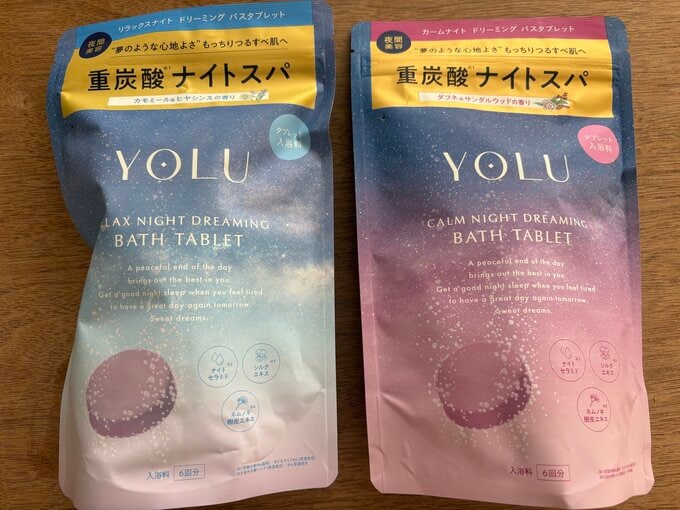 リラックスナイト ドリーミング バスタブレット
夜間
美容
“夢のような心地よさ”もっちりつるすべ肌へ
重炭酸ナイトスパ
カモミール&ヒヤシンスの香り
タブレット
入浴料
YOLU
LAX NIGHT DREAMING
BATH TABLET
A peaceful end of the day
brings out the best in you.
Get a good night sleep when you feel tired
to have a great day again tomorrow.
Sweet dreams.
ナイト
セラミド
シルク
エキス
ネムノキ
樹皮エキス
入浴料 6回分
カームナイト ドリーミング バスタブレット
夜間
美容
“夢のような心地よさ”もっちりつるすべ肌へ
重炭酸ナイトスパ
ダフネ&サンダルウッドの香り
タブレット
入浴料
YOLU
CALM NIGHT DREAMING
BATH TABLET
A peaceful end of the day
brings out the best in you.
Get a good night sleep when you feel tired
to have a great day again tomorrow.
Sweet dreams.
ナイト
セラミド
シルク
エキス
ネムノキ
樹皮エキス
入浴料 6回分